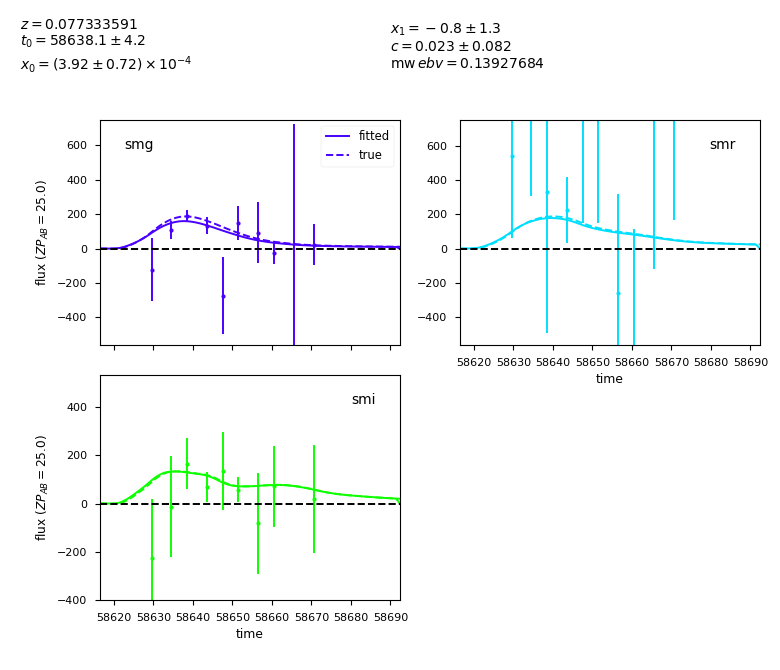 z = 0.077333591
t₀ = 58638.1 ± 4.2
x₀ = (3.92 ± 0.72) × 10⁻⁴
x₁ = −0.8 ± 1.3
c = 0.023 ± 0.082
mw ebv = 0.13927684
smg
fitted
true
600
400
200
0
−200
−400
flux (ZP_AB = 25.0)
smr
600
400
200
0
−200
−400
58620 58630 58640 58650 58660 58670 58680 58690
time
smi
400
200
0
−200
−400
flux (ZP_AB = 25.0)
58620 58630 58640 58650 58660 58670 58680 58690
time